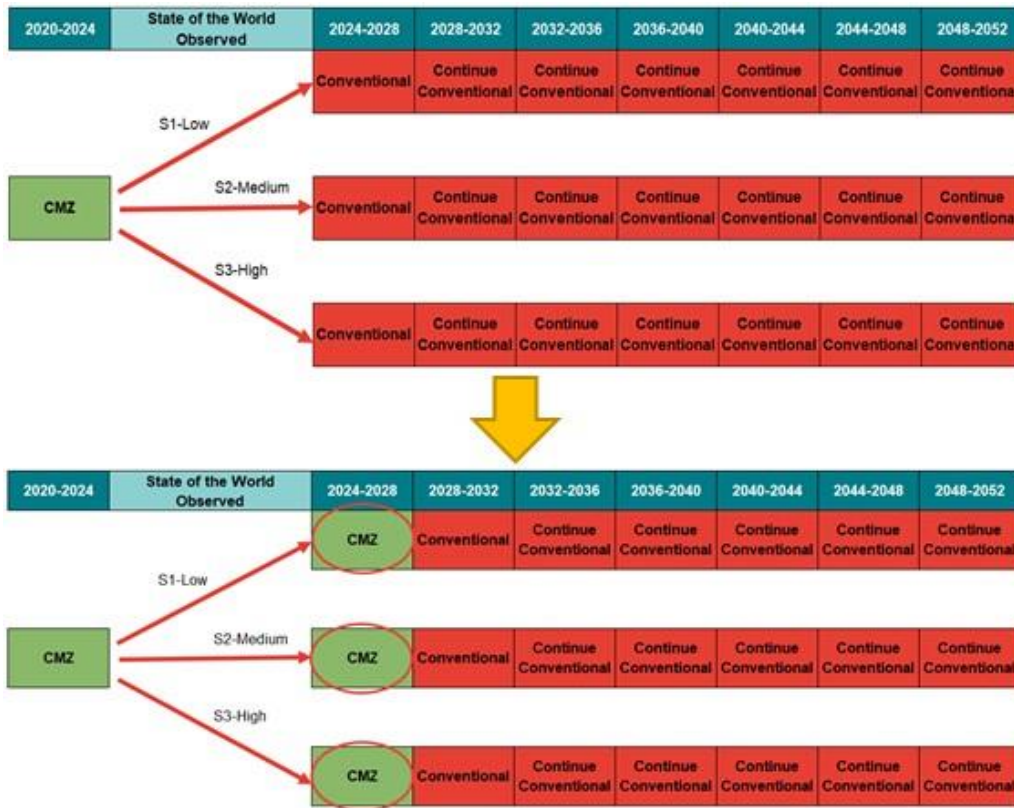 2020-2024 State of the World Observed 2024-2028 2028-2032 2032-2036 2036-2040 2040-2044 2044-2048 2048-2052
Conventional Continue Conventional Continue Conventional Continue Conventional Continue Conventional Continue Conventional Continue Conventional
S1-Low
CMZ S2-Medium Conventional Continue Conventional Continue Conventional Continue Conventional Continue Conventional Continue Conventional Continue Conventional
S3-High
Conventional Continue Conventional Continue Conventional Continue Conventional Continue Conventional Continue Conventional Continue Conventional
2020-2024 State of the World Observed 2024-2028 2028-2032 2032-2036 2036-2040 2040-2044 2044-2048 2048-2052
CMZ Conventional Continue Conventional Continue Conventional Continue Conventional Continue Conventional Continue Conventional
S1-Low
CMZ S2-Medium CMZ Conventional Continue Conventional Continue Conventional Continue Conventional Continue Conventional Continue Conventional
S3-High
CMZ Conventional Continue Conventional Continue Conventional Continue Conventional Continue Conventional Continue Conventional